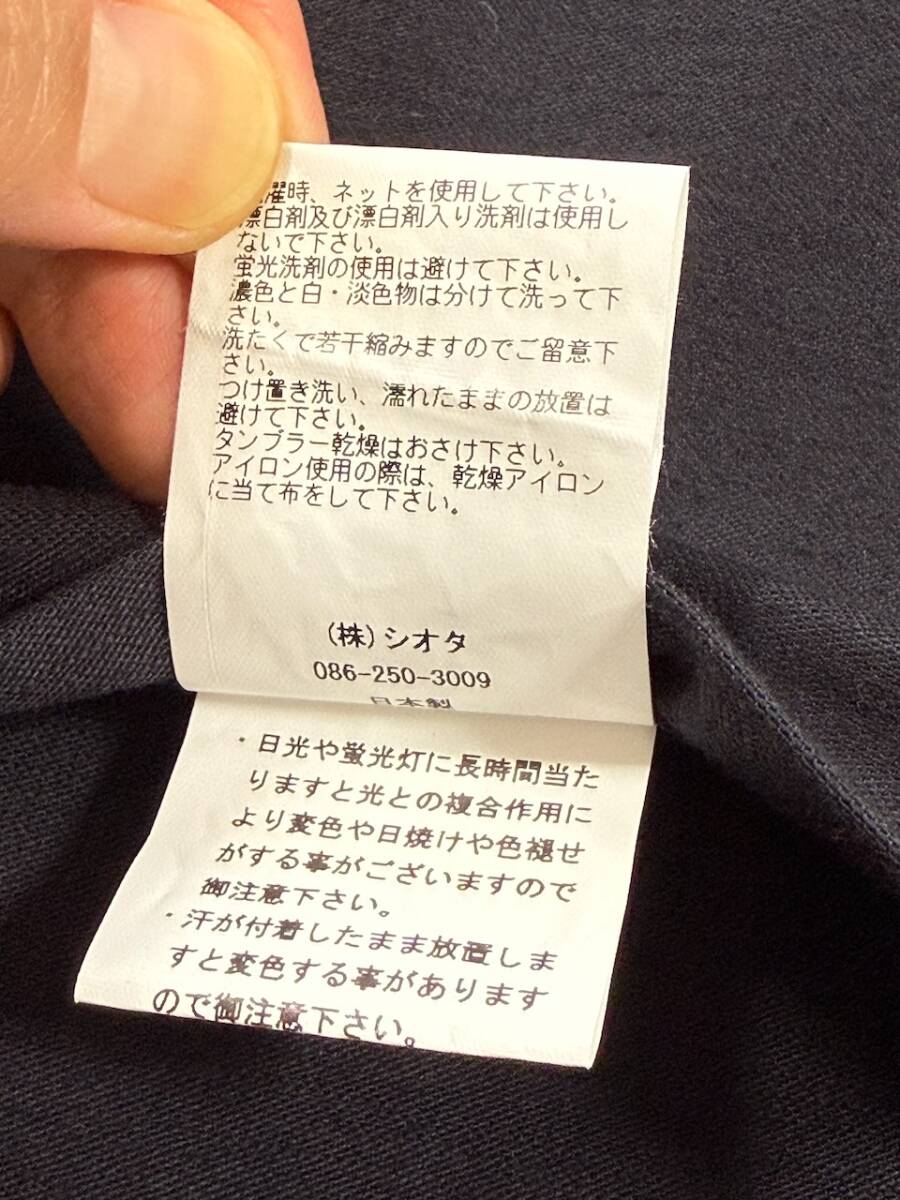 濯時、ネットを使用して下さい。
漂白剤及び漂白剤入り洗剤は使用し
ないで下さい。
蛍光洗剤の使用は避けて下さい。
濃色と白・淡色物は分けて洗って下
さい。
洗たくで若干縮みますのでご留意下
さい。
つけ置き洗い、濡れたままの放置は
避けて下さい。
タンブラー乾燥はおさけ下さい。
アイロン使用の際は、乾燥アイロン
に当て布をして下さい。
(株)シオタ
086-250-3009
日本製
・日光や蛍光灯に長時間当た
りますと光との複合作用に
より変色や日焼けや色褪せ
がする事がございますので
御注意下さい。
・汗が付着したまま放置しま
すと変色する事があります
ので御注意下さい。